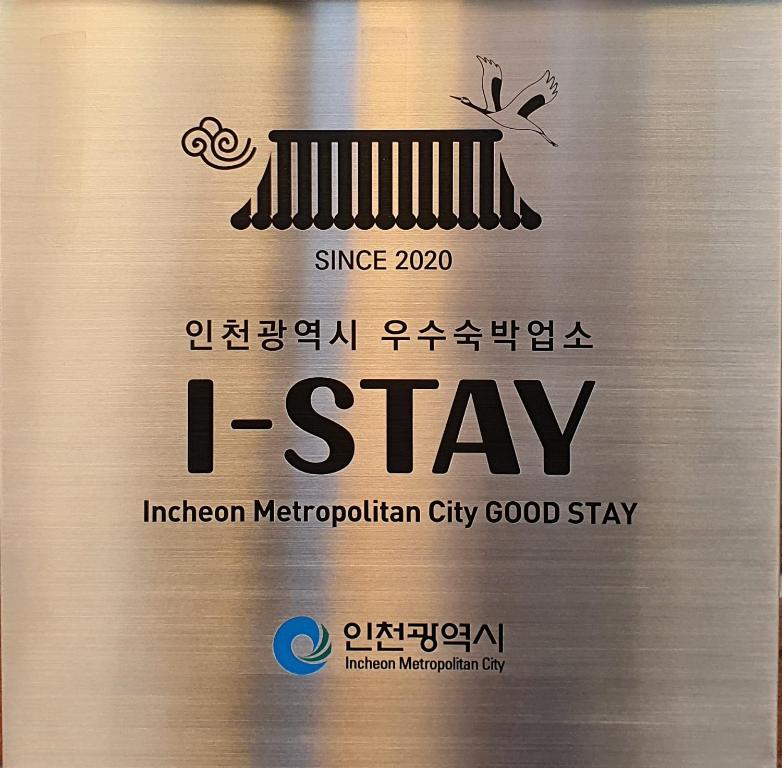 SINCE 2020
인천광역시 우수숙박업소
I-STAY
Incheon Metropolitan City GOOD STAY
인천광역시
Incheon Metropolitan City